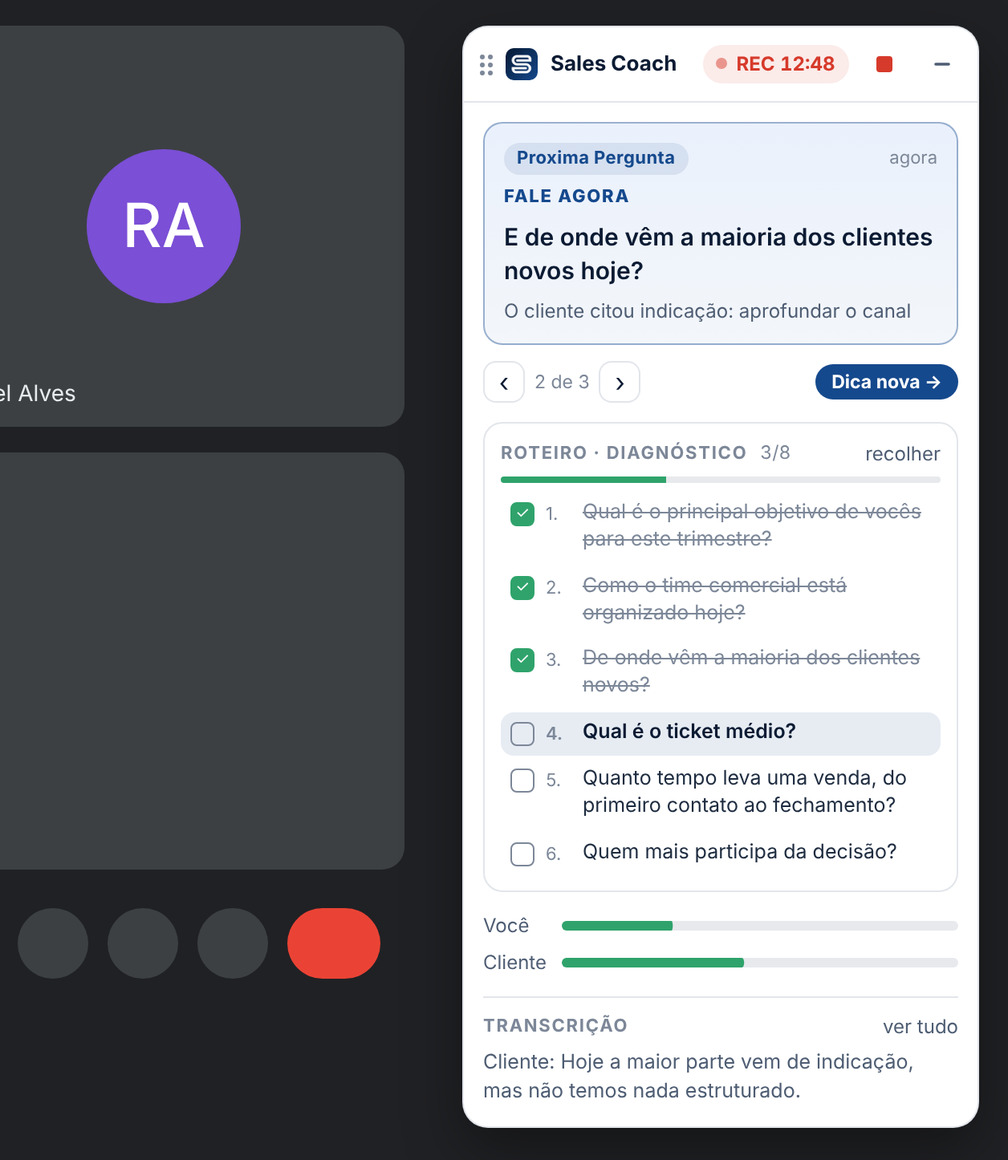 RA
el Alves
Sales Coach
REC 12:48
Proxima Pergunta
agora
FALE AGORA
E de onde vêm a maioria dos clientes
novos hoje?
O cliente citou indicação: aprofundar o canal
‹ 2 de 3 ›
Dica nova →
ROTEIRO · DIAGNÓSTICO 3/8
recolher
1. Qual é o principal objetivo de vocês
para este trimestre?
2. Como o time comercial está
organizado hoje?
3. De onde vêm a maioria dos clientes
novos?
4. Qual é o ticket médio?
5. Quanto tempo leva uma venda, do
primeiro contato ao fechamento?
6. Quem mais participa da decisão?
Você
Cliente
TRANSCRIÇÃO
ver tudo
Cliente: Hoje a maior parte vem de indicação,
mas não temos nada estruturado.